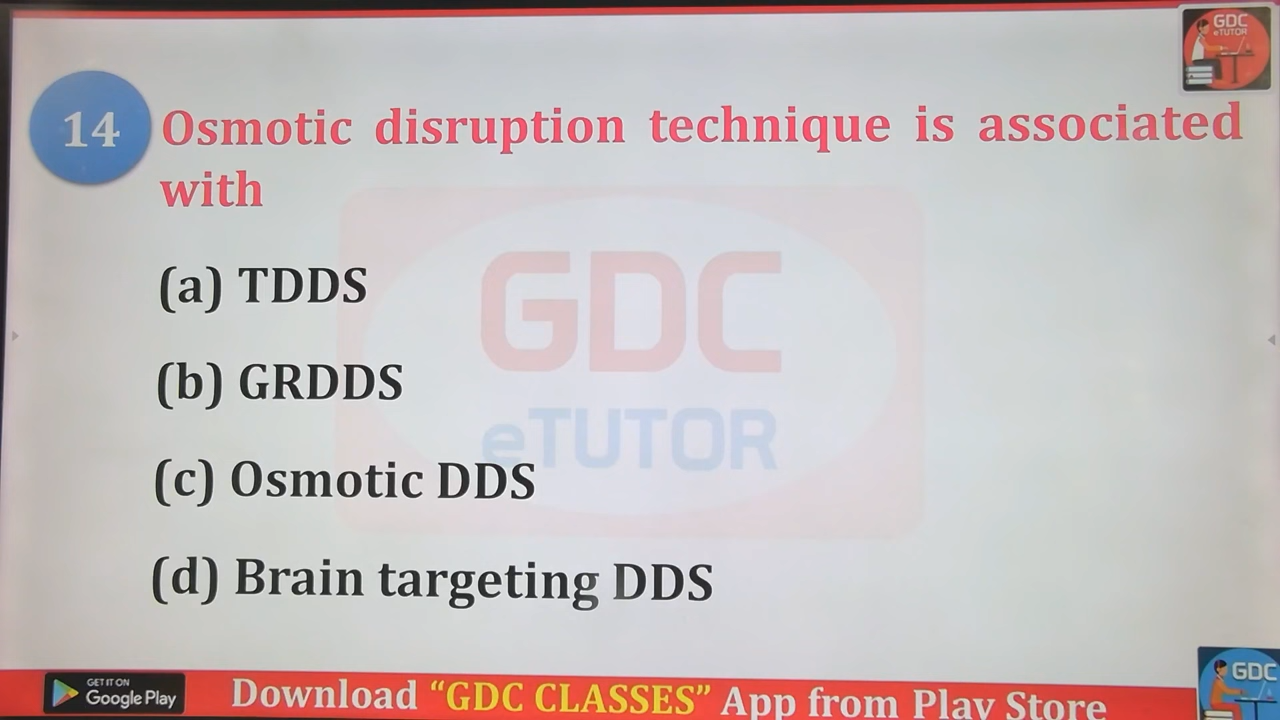 GDC
eTUTOR
14 Osmotic disruption technique is associated
with
(a) TDDS
(b) GRDDS
(c) Osmotic DDS
(d) Brain targeting DDS
GDC
eTUTOR
GET IT ON
Google Play
Download “GDC CLASSES” App from Play Store
GDC